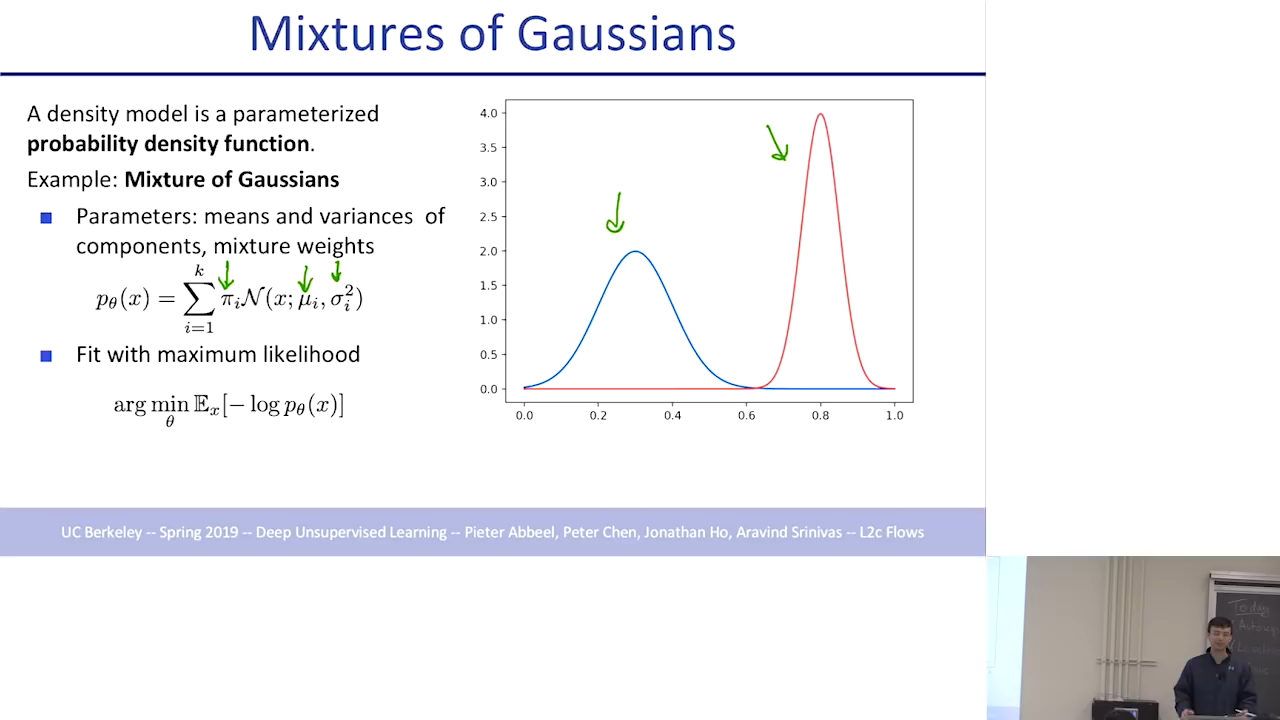 Mixtures of Gaussians
A density model is a parameterized
probability density function.
Example: Mixture of Gaussians
Parameters: means and variances of
components, mixture weights
p_θ(x) = ∑_{i=1}^{k} π_i 𝒩(x; μ_i, σ_i^2)
Fit with maximum likelihood
arg min_θ 𝔼_x[− log p_θ(x)]
4.0
3.5
3.0
2.5
2.0
1.5
1.0
0.5
0.0
0.0 0.2 0.4 0.6 0.8 1.0
UC Berkeley -- Spring 2019 -- Deep Unsupervised Learning -- Pieter Abbeel, Peter Chen, Jonathan Ho, Aravind Srinivas -- L2c Flows
Today